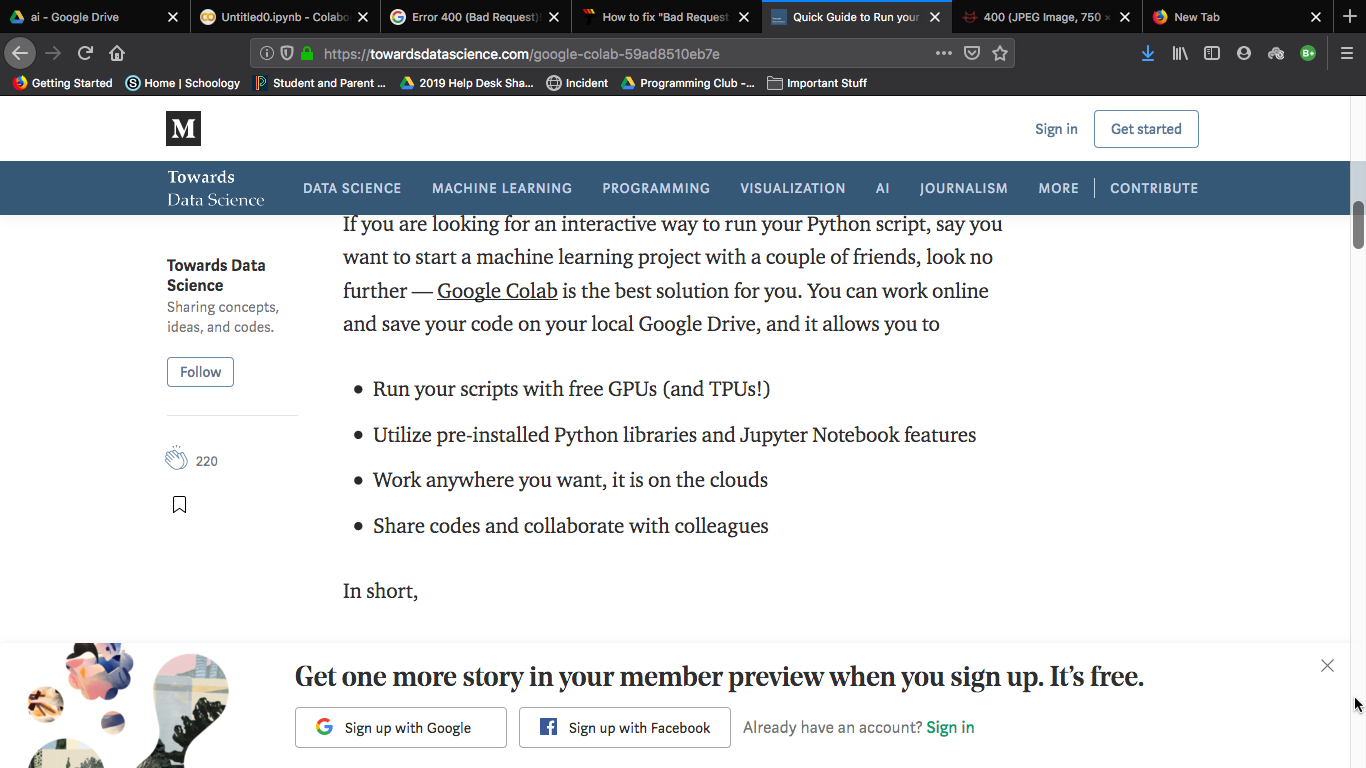 ai - Google Drive
Untitled0.ipynb - Colabo
Error 400 (Bad Request)
How to fix "Bad Request
Quick Guide to Run your
400 (JPEG Image, 750 ×
New Tab
https://towardsdatascience.com/google-colab-59ad8510eb7e
B+
Getting Started
S Home | Schoology
Student and Parent ...
2019 Help Desk Sha...
Incident
Programming Club -...
Important Stuff
M
Sign in
Get started
Towards
Data Science
DATA SCIENCE
MACHINE LEARNING
PROGRAMMING
VISUALIZATION
AI
JOURNALISM
MORE
CONTRIBUTE
Towards Data
Science
Sharing concepts,
ideas, and codes.
Follow
220
If you are looking for an interactive way to run your Python script, say you
want to start a machine learning project with a couple of friends, look no
further — Google Colab is the best solution for you. You can work online
and save your code on your local Google Drive, and it allows you to
• Run your scripts with free GPUs (and TPUs!)
• Utilize pre-installed Python libraries and Jupyter Notebook features
• Work anywhere you want, it is on the clouds
• Share codes and collaborate with colleagues
In short,
Get one more story in your member preview when you sign up. It's free.
Sign up with Google
Sign up with Facebook
Already have an account? Sign in